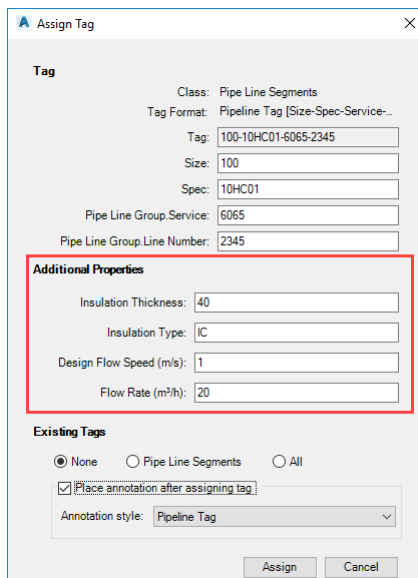 Assign Tag
Tag
Class: Pipe Line Segments
Tag Format: Pipeline Tag [Size-Spec-Service-...
Tag: 100-10HC01-6065-2345
Size: 100
Spec: 10HC01
Pipe Line Group.Service: 6065
Pipe Line Group.Line Number: 2345
Additional Properties
Insulation Thickness: 40
Insulation Type: IC
Design Flow Speed (m/s): 1
Flow Rate (m³/h): 20
Existing Tags
None Pipe Line Segments All
Place annotation after assigning tag
Annotation style: Pipeline Tag
Assign Cancel